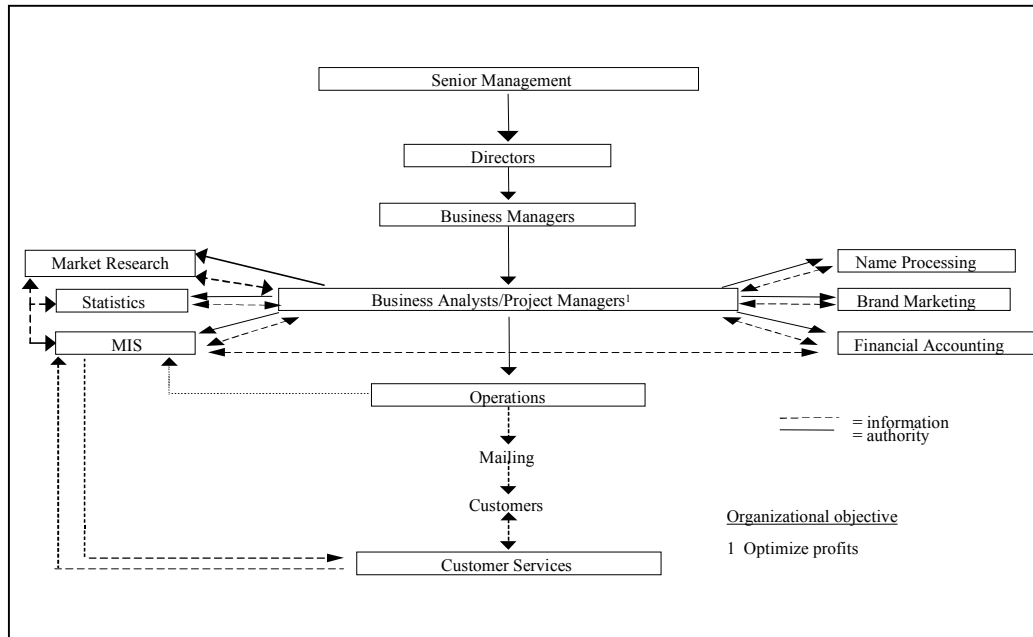 Senior Management
Directors
Business Managers
Market Research
Name Processing
Statistics
Business Analysts/Project Managers1
Brand Marketing
MIS
Financial Accounting
Operations
= information
= authority
Mailing
Customers
Organizational objective
1 Optimize profits
Customer Services